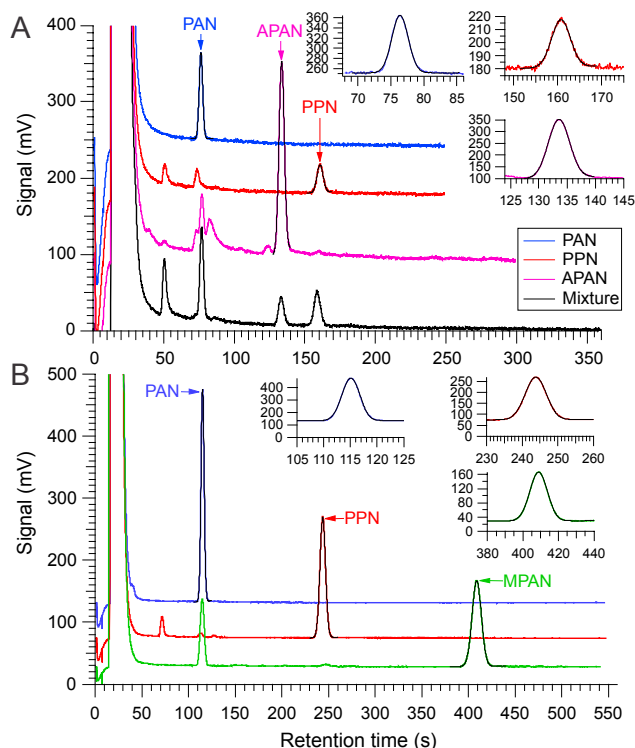 A
400
300
200
100
0
Signal (mV)
0 50 100 150 200 250 300 350
PAN
APAN
PPN
360
340
320
300
280
260
70 75 80 85
220
210
200
190
180
150 160 170
350
300
250
200
150
100
125 130 135 140 145
PAN
PPN
APAN
Mixture
B
500
400
300
200
100
0
Signal (mV)
0 50 100 150 200 250 300 350 400 450 500 550
Retention time (s)
PAN
PPN
MPAN
400
300
200
100
0
105 110 115 120 125
250
200
150
100
50
0
230 240 250 260
160
120
80
40
0
380 400 420 440